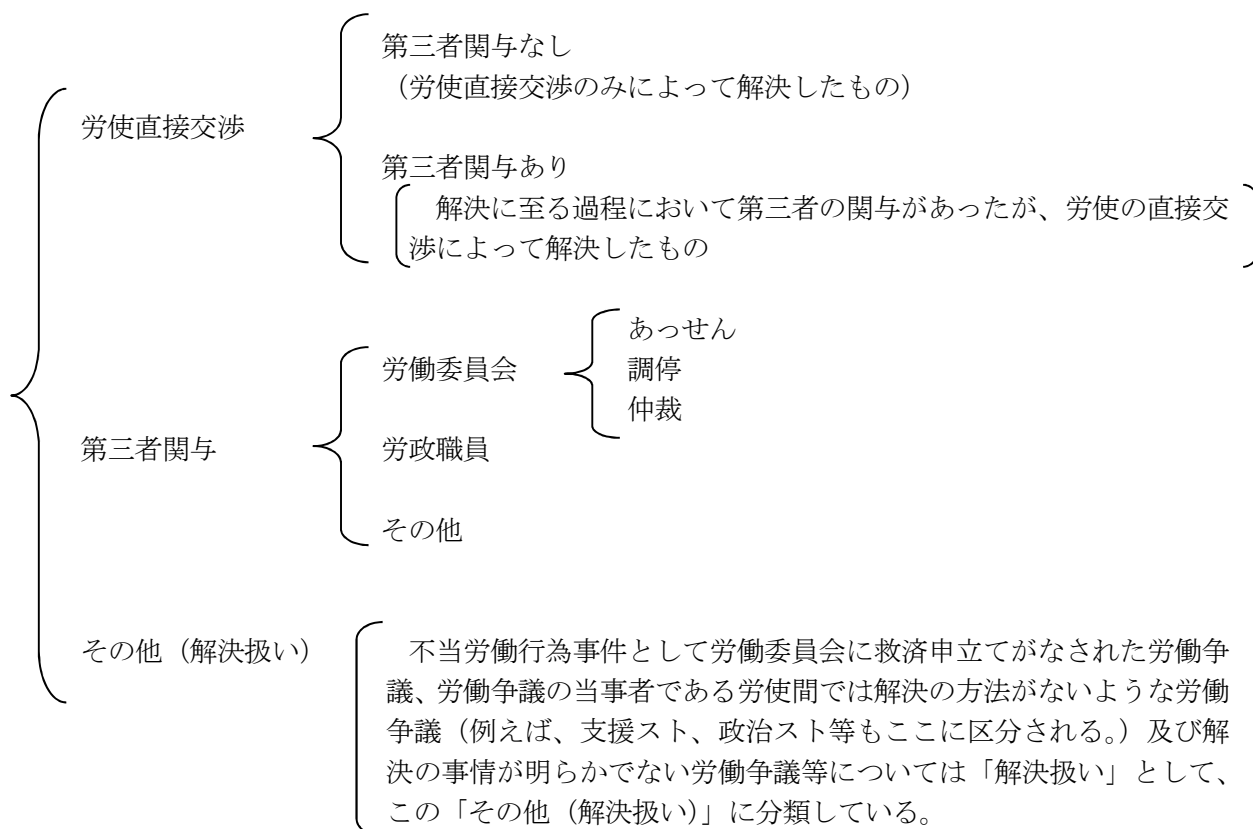 第三者関与なし
（労使直接交渉のみによって解決したもの）
労使直接交渉
第三者関与あり
解決に至る過程において第三者の関与があったが、労使の直接交
渉によって解決したもの
あっせん
労働委員会
調停
仲裁
第三者関与
労政職員
その他
その他（解決扱い）
不当労働行為事件として労働委員会に救済申立てがなされた労働争
議、労働争議の当事者である労使間では解決の方法がないような労働
争議（例えば、支援スト、政治スト等もここに区分される。）及び解
決の事情が明らかでない労働争議等については「解決扱い」として、
この「その他（解決扱い）」に分類している。